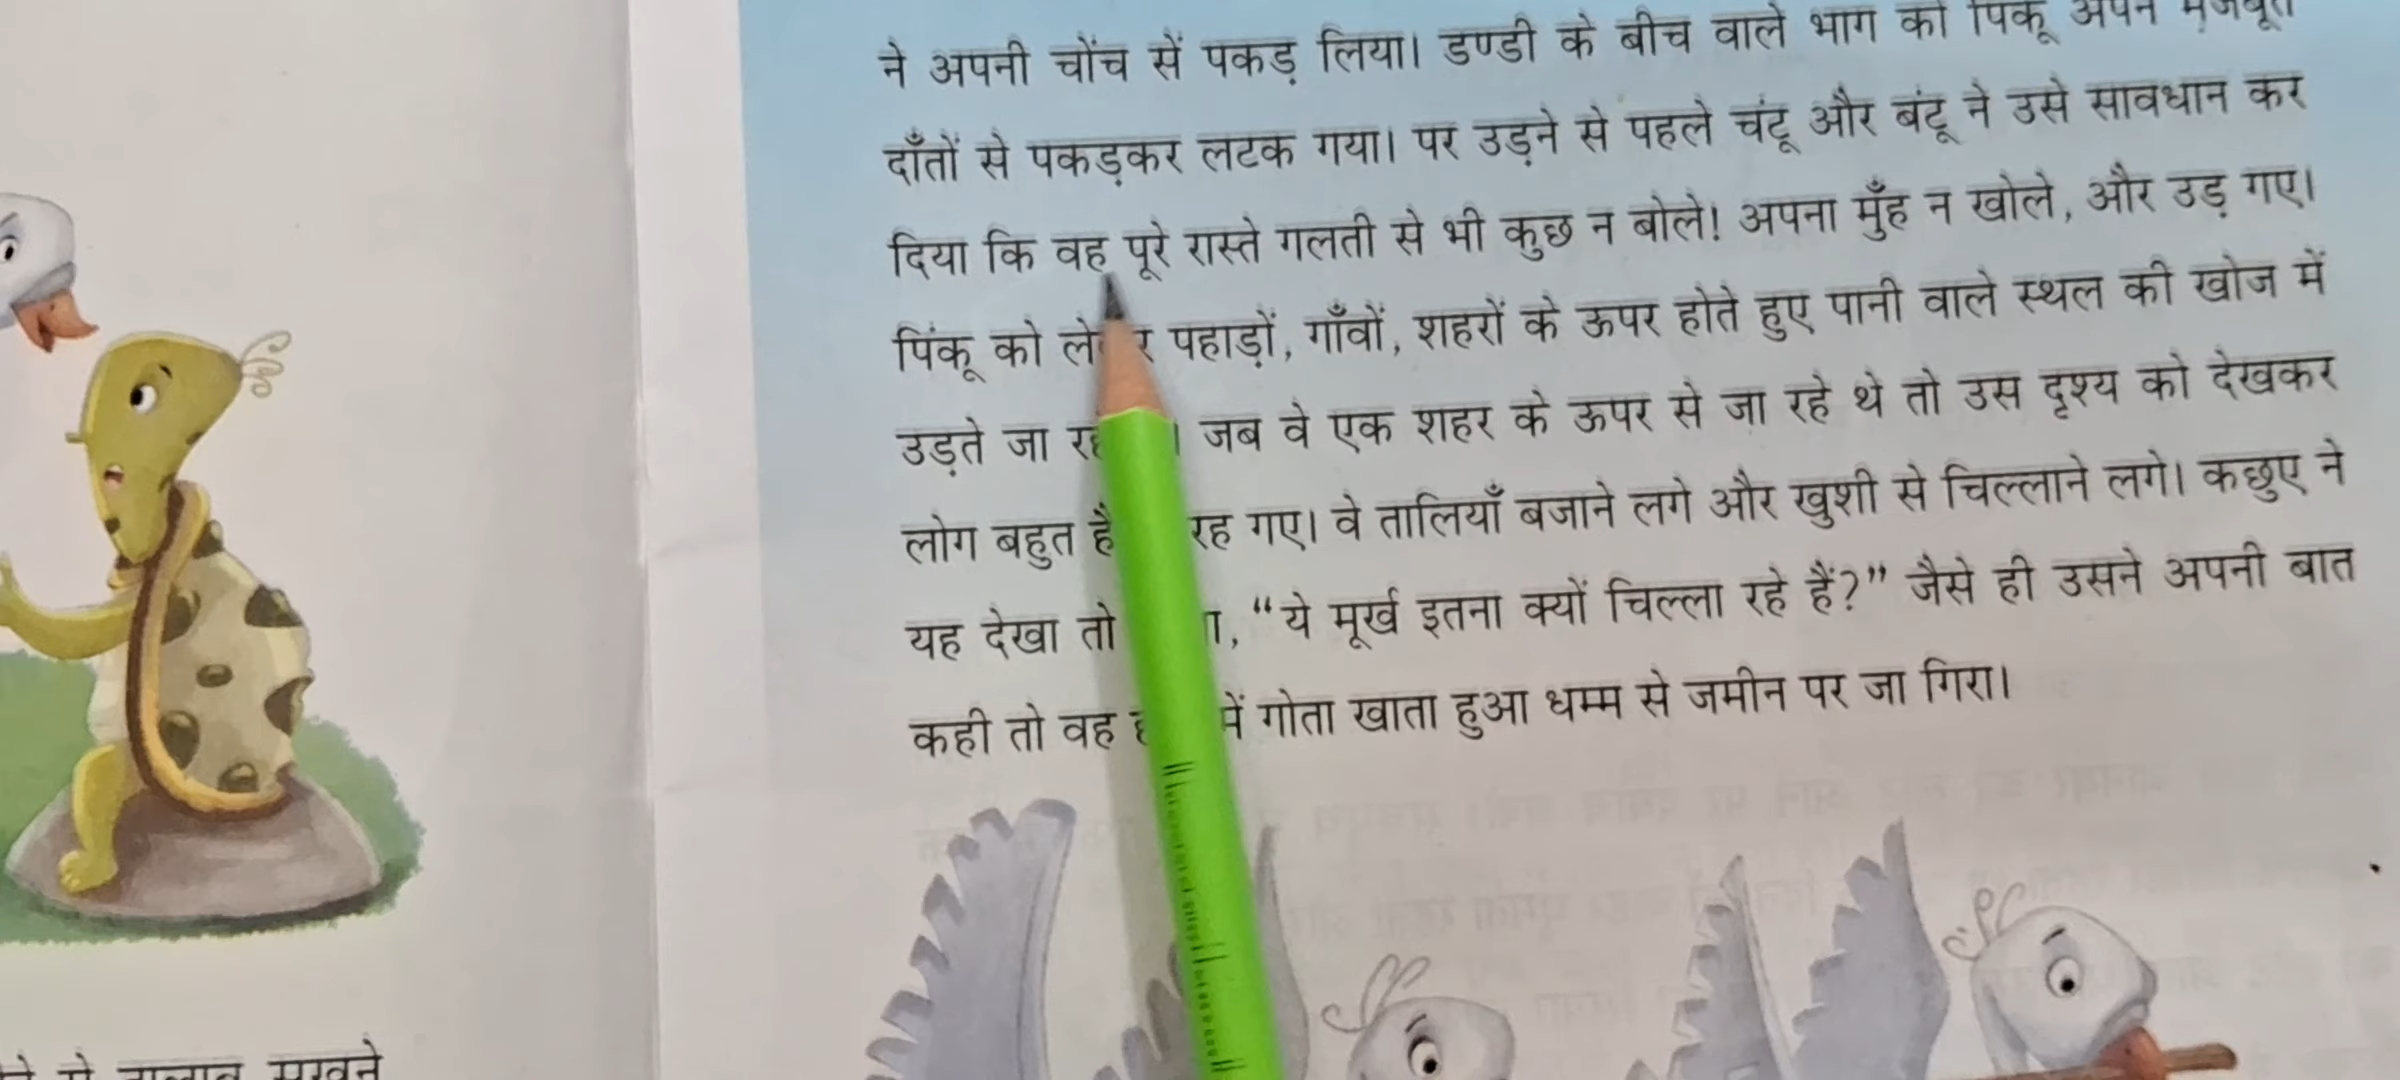 ने अपनी चोंच सें पकड़ लिया। डण्डी के बीच वाले भाग को पिंकू अपने मज़बूत
दाँतों से पकड़कर लटक गया। पर उड़ने से पहले चंटू और बंटू ने उसे सावधान कर
दिया कि वह पूरे रास्ते गलती से भी कुछ न बोले! अपना मुँह न खोले, और उड़ गए।
पिंकू को पहाड़ों, गाँवों, शहरों के ऊपर होते हुए पानी वाले स्थल की खोज में
उड़ते जा जब वे एक शहर के ऊपर से जा रहे थे तो उस दृश्य को देखकर
लोग बहुत रह गए। वे तालियाँ बजाने लगे और खुशी से चिल्लाने लगे। कछुए ने
यह देखा तो “ये मूर्ख इतना क्यों चिल्ला रहे हैं?” जैसे ही उसने अपनी बात
कही तो वह में गोता खाता हुआ धम्म से जमीन पर जा गिरा।